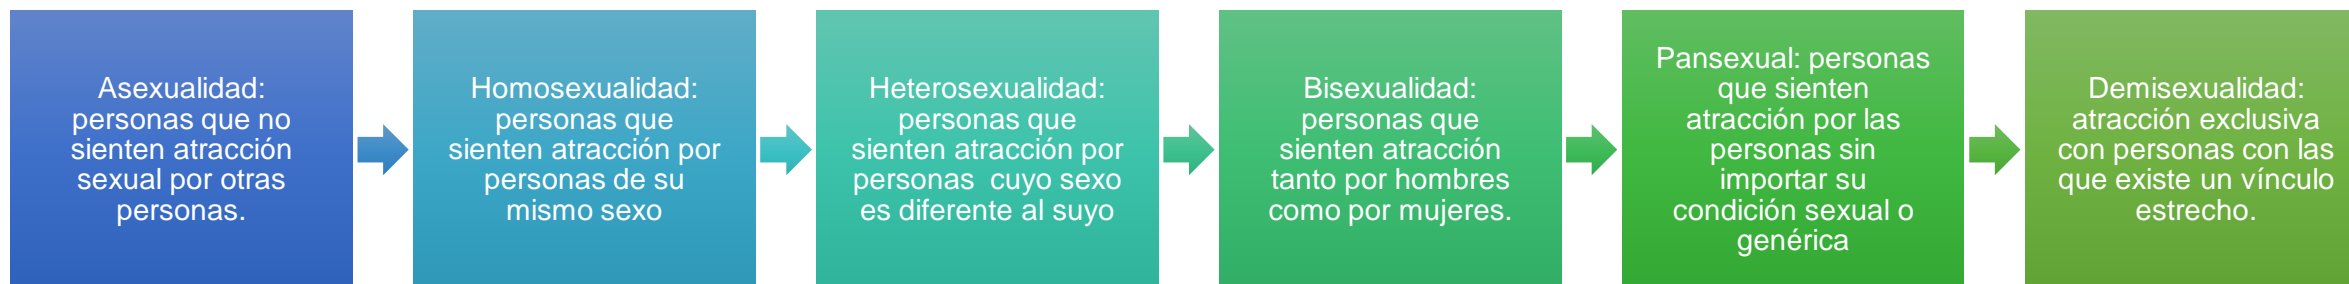 Asexualidad:
personas que no
sienten atracción
sexual por otras
personas.
Homosexualidad:
personas que
sienten atracción por
personas de su
mismo sexo
Heterosexualidad:
personas que
sienten atracción por
personas  cuyo sexo
es diferente al suyo
Bisexualidad:
personas que
sienten atracción
tanto por hombres
como por mujeres.
Pansexual: personas
que sienten
atracción por las
personas sin
importar su
condición sexual o
genérica
Demisexualidad:
atracción exclusiva
con personas con las
que existe un vínculo
estrecho.